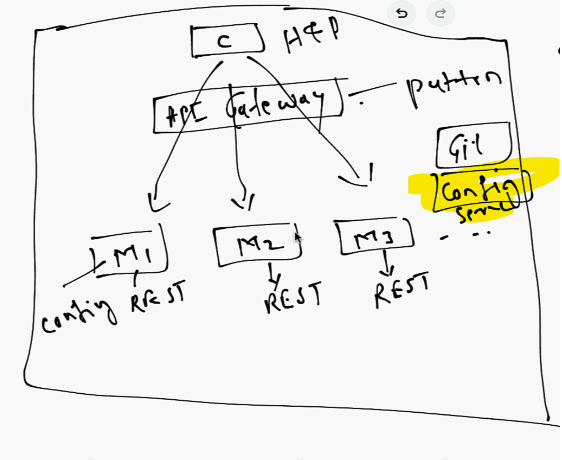 C
HTTP
API Gateway
pattern
Git
Config
Server
M1
M2
M3
config
REST
REST
REST